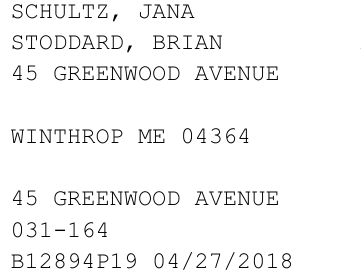 SCHULTZ, JANA
STODDARD, BRIAN
45 GREENWOOD AVENUE
WINTHROP ME 04364
45 GREENWOOD AVENUE
031-164
B12894P19 04/27/2018